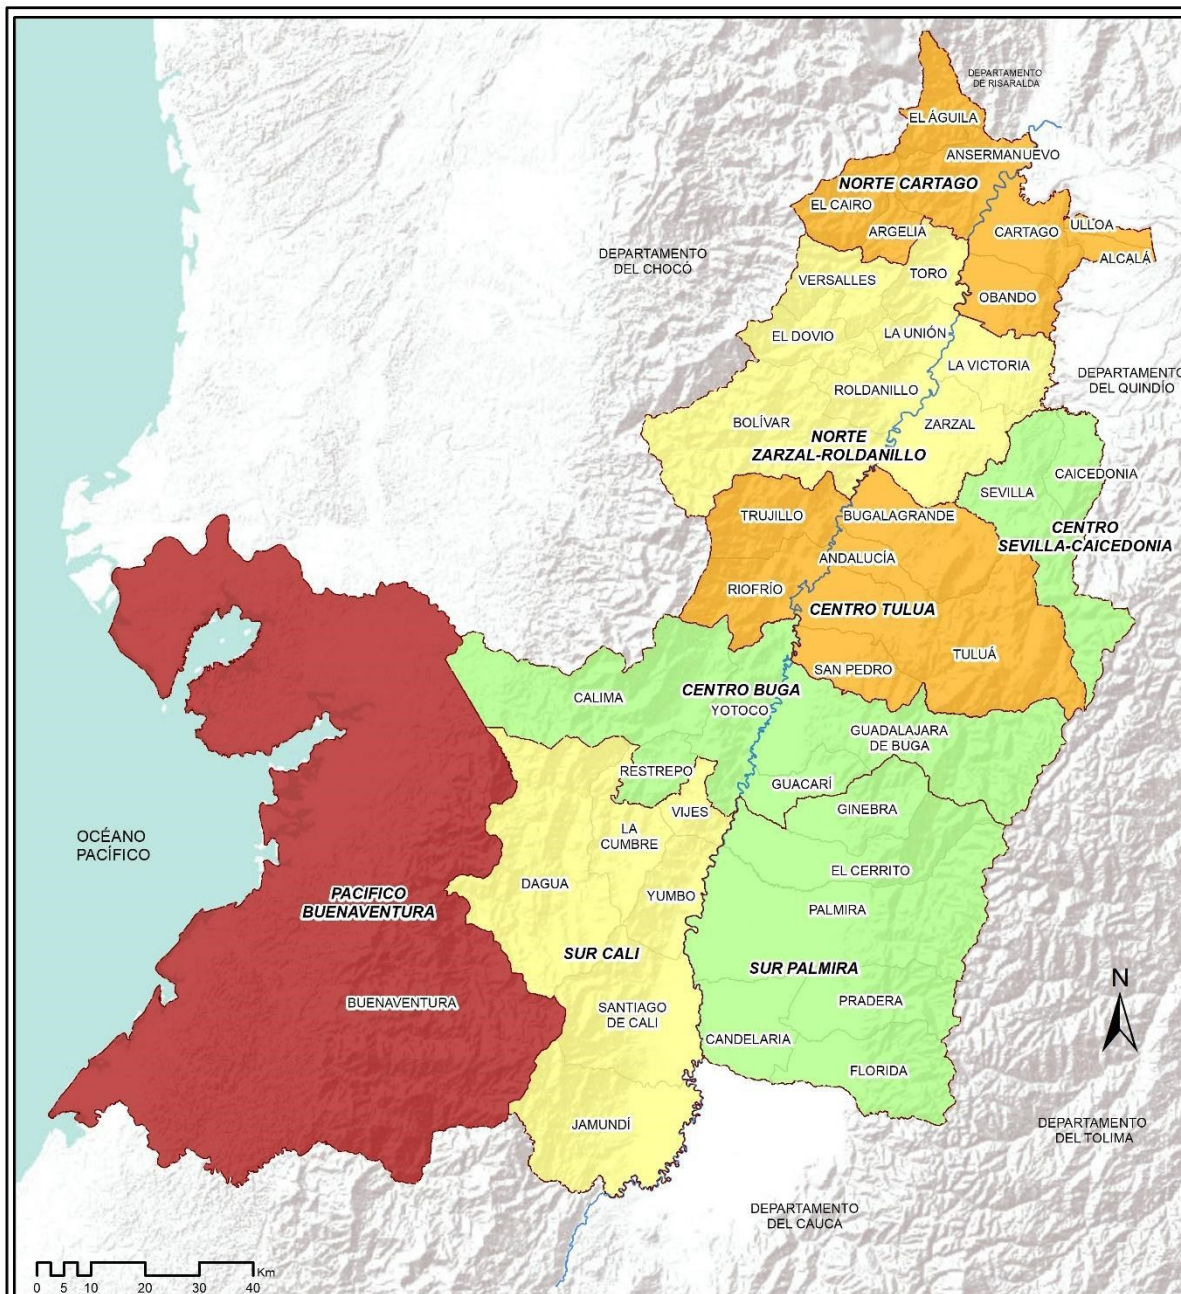 DEPARTAMENTO
DE RISARALDA
EL ÁGUILA
ANSERMANUEVO
NORTE CARTAGO
EL CAIRO
ARGELIA
CARTAGO
ULLOA
ALCALÁ
DEPARTAMENTO
DEL CHOCÓ
VERSALLES
TORO
OBANDO
EL DOVIO
LA UNIÓN
LA VICTORIA
DEPARTAMENTO
DEL QUINDÍO
ROLDANILLO
BOLÍVAR
ZARZAL
NORTE
ZARZAL-ROLDANILLO
CAICEDONIA
SEVILLA
CENTRO
SEVILLA-CAICEDONIA
TRUJILLO
BUGALAGRANDE
ANDALUCÍA
RIOFRÍO
CENTRO TULUA
TULUÁ
SAN PEDRO
CALIMA
CENTRO BUGA
YOTOCO
GUADALAJARA
DE BUGA
RESTREPO
GUACARÍ
GINEBRA
VIJES
LA
CUMBRE
OCÉANO
PACÍFICO
EL CERRITO
DAGUA
YUMBO
PACIFICO
BUENAVENTURA
PALMIRA
SUR CALI
SUR PALMIRA
N
BUENAVENTURA
SANTIAGO
DE CALI
PRADERA
CANDELARIA
FLORIDA
JAMUNDÍ
DEPARTAMENTO
DEL TOLIMA
DEPARTAMENTO
DEL CAUCA
Km
0 5 10 20 30 40